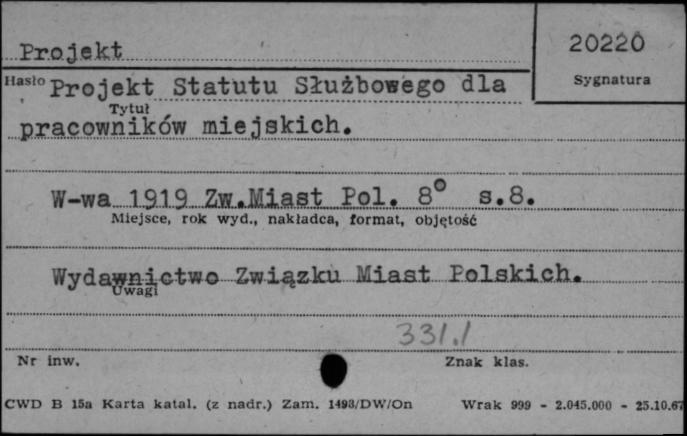 Projekt
20220
Hasło
Sygnatura
Projekt Statutu Służbowego dla
Tytuł
pracowników miejskich.
W-wa 1919 Zw.Miast Pol. 8° s.8.
Miejsce, rok wyd., nakładca, format, objętość
Wydawnictwo Związku Miast Polskich.
Uwagi
331.1
Nr inw.
Znak klas.
CWD B 15a Karta katal. (z nadr.) Zam. 1493/DW/On
Wrak 999 - 2.045.000 - 25.10.67